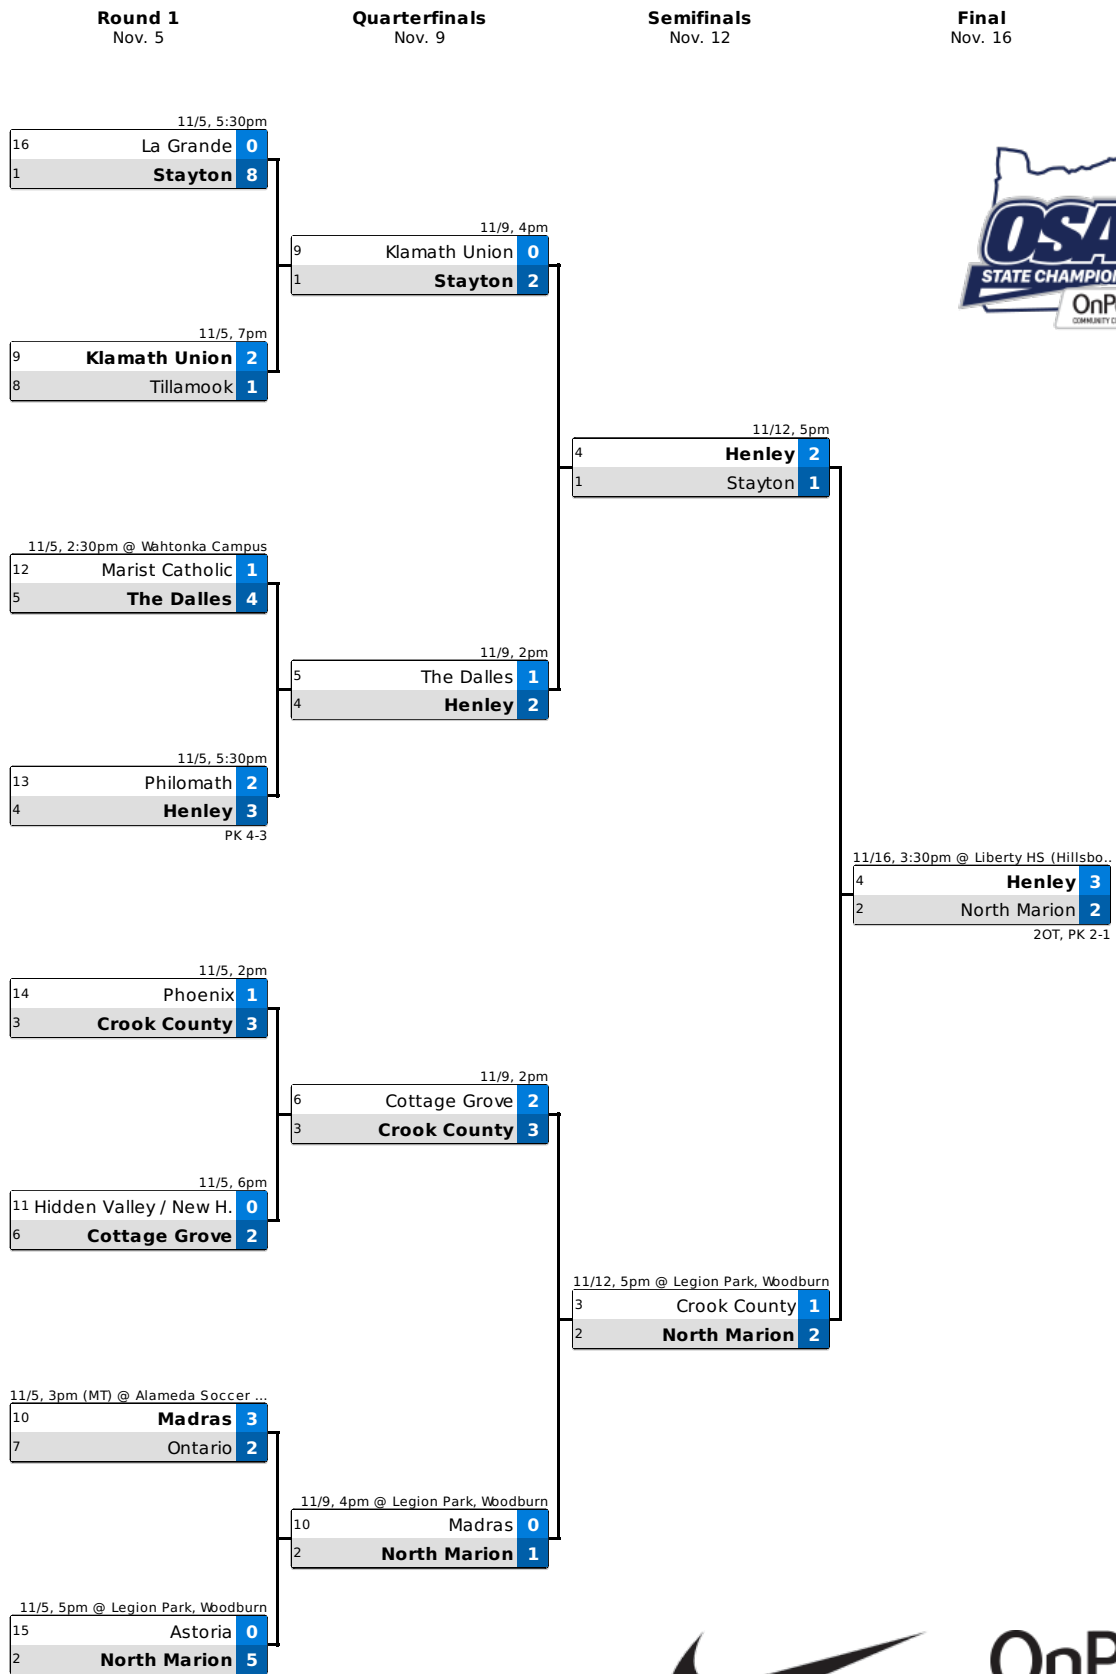 Round 1
Nov. 5
Quarterfinals
Nov. 9
Semifinals
Nov. 12
Final
Nov. 16
11/5, 5:30pm
16 La Grande 0
1 Stayton 8
11/5, 7pm
9 Klamath Union 2
8 Tillamook 1
11/5, 2:30pm @ Wahtonka Campus
12 Marist Catholic 1
5 The Dalles 4
11/5, 5:30pm
13 Philomath 2
4 Henley 3
PK 4-3
11/5, 2pm
14 Phoenix 1
3 Crook County 3
11/5, 6pm
11 Hidden Valley / New H. 0
6 Cottage Grove 2
11/5, 3pm (MT) @ Alameda Soccer ...
10 Madras 3
7 Ontario 2
11/5, 5pm @ Legion Park, Woodburn
15 Astoria 0
2 North Marion 5
11/9, 4pm
9 Klamath Union 0
1 Stayton 2
11/9, 2pm
5 The Dalles 1
4 Henley 2
11/9, 2pm
6 Cottage Grove 2
3 Crook County 3
11/9, 4pm @ Legion Park, Woodburn
10 Madras 0
2 North Marion 1
11/12, 5pm
4 Henley 2
1 Stayton 1
11/12, 5pm @ Legion Park, Woodburn
3 Crook County 1
2 North Marion 2
11/16, 3:30pm @ Liberty HS (Hillsbo..
4 Henley 3
2 North Marion 2
2OT, PK 2-1
OSA
STATE CHAMPIO
OnP
COMMUNITY C
OnP